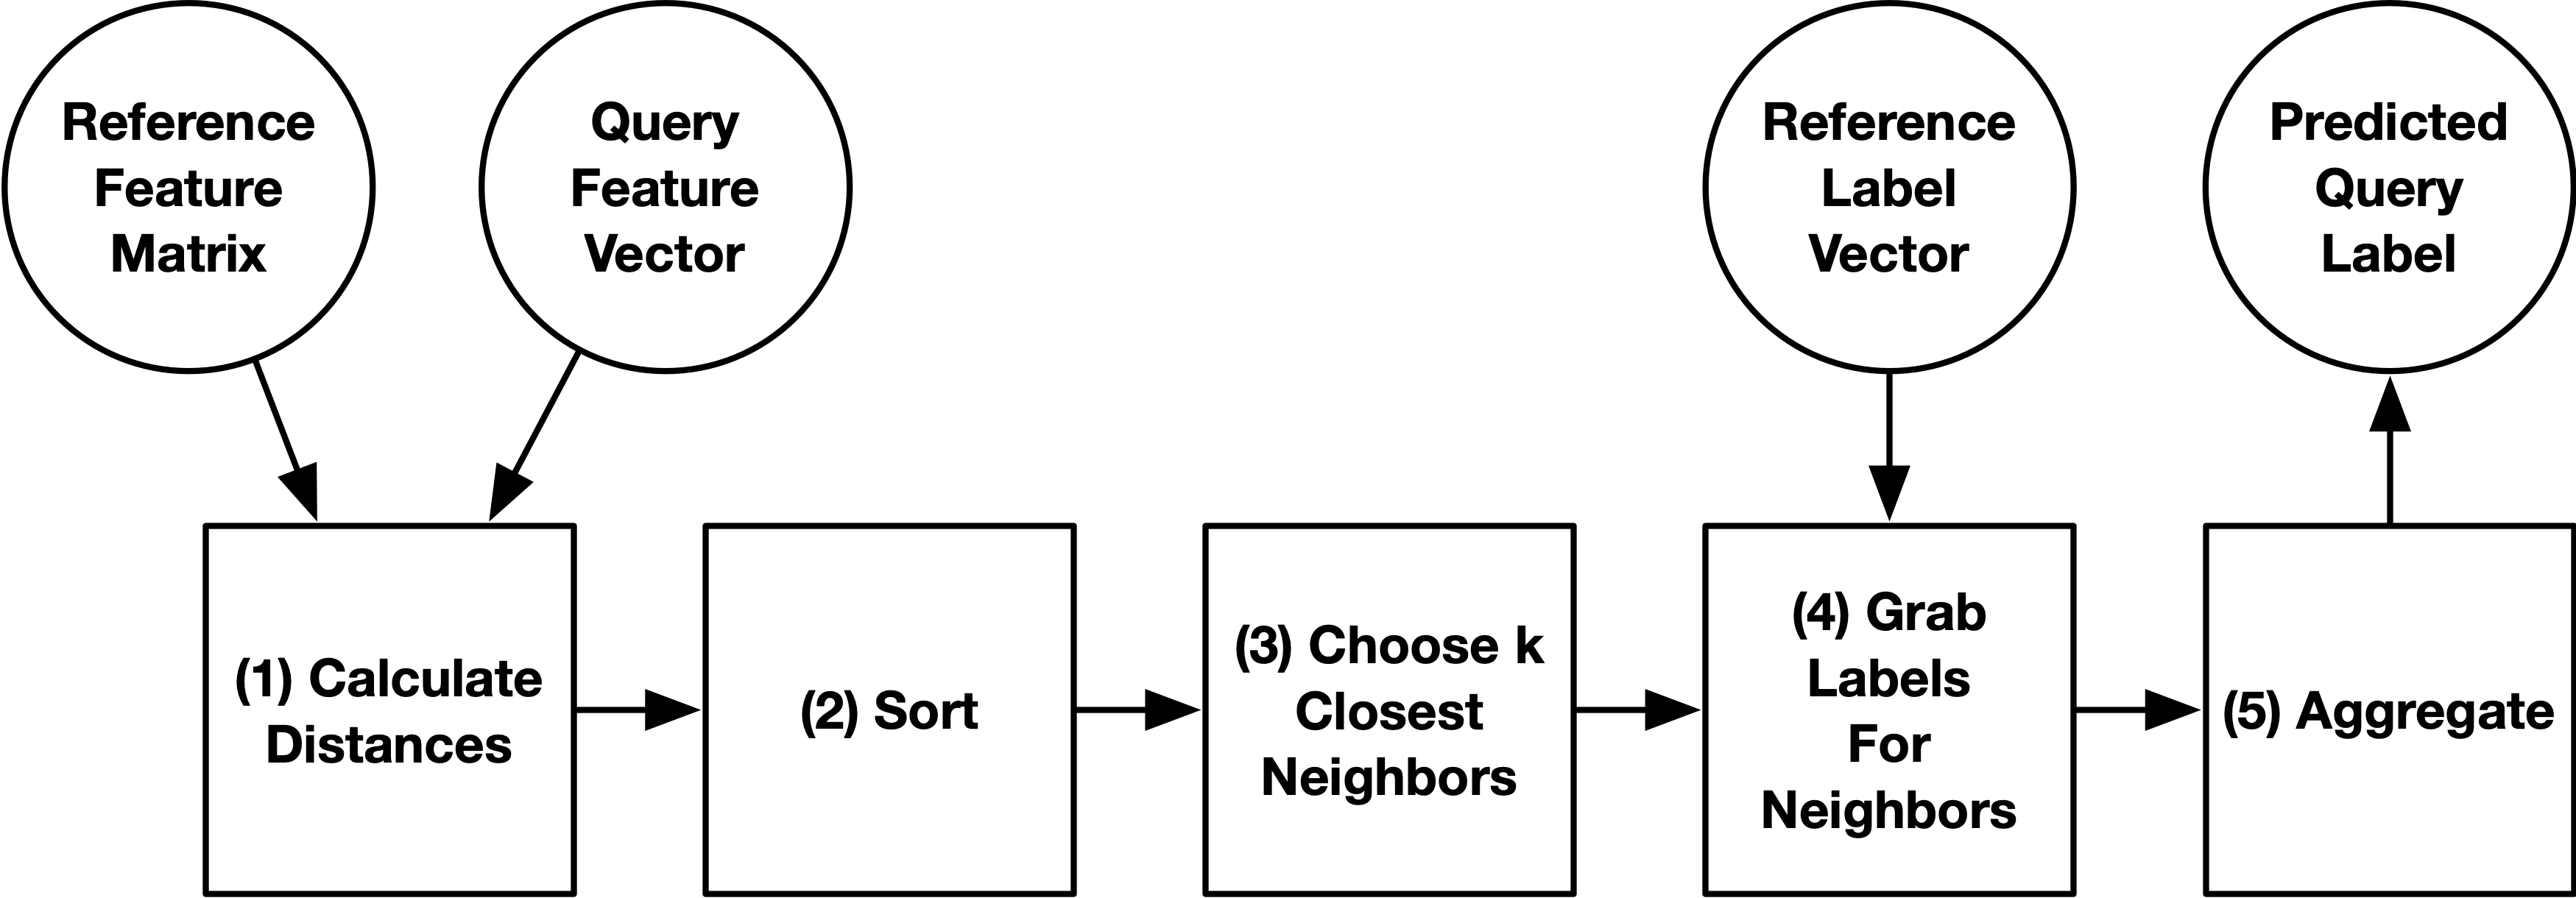 Reference
Feature
Matrix
Query
Feature
Vector
Reference
Label
Vector
Predicted
Query
Label
(1) Calculate
Distances
(2) Sort
(3) Choose k
Closest
Neighbors
(4) Grab
Labels
For
Neighbors
(5) Aggregate